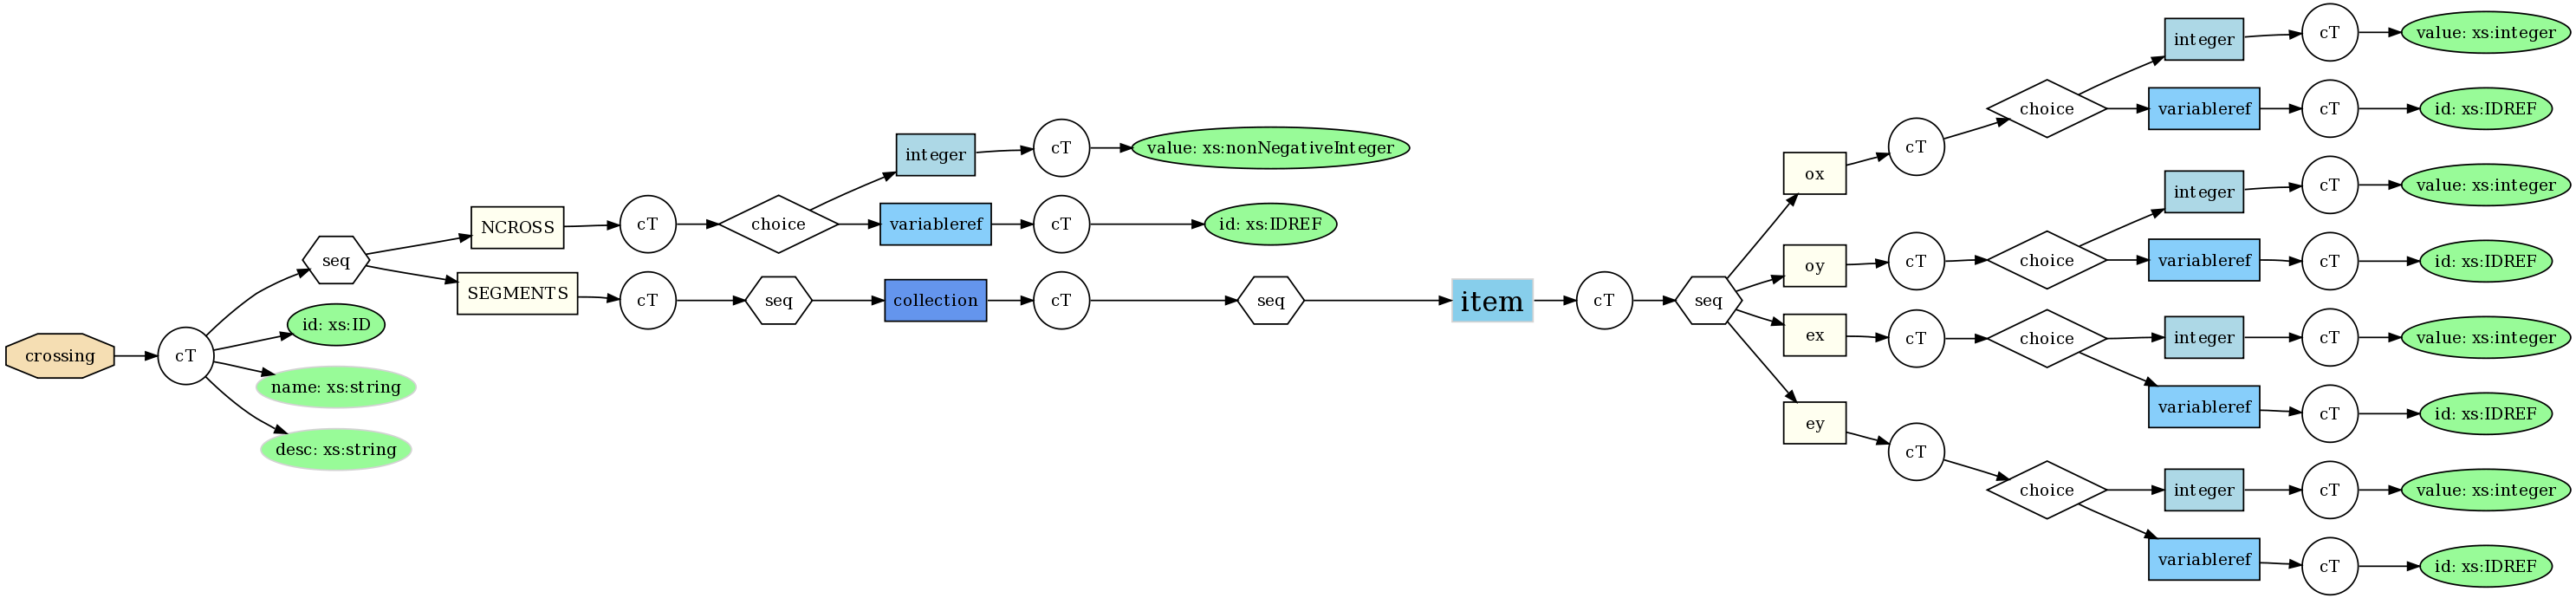 crossing
cT
seq
id: xs:ID
name: xs:string
desc: xs:string
NCROSS
cT
choice
integer
cT
value: xs:nonNegativeInteger
variableref
cT
id: xs:IDREF
SEGMENTS
cT
seq
collection
cT
seq
item
cT
seq
ox
cT
choice
integer
cT
value: xs:integer
variableref
cT
id: xs:IDREF
oy
cT
choice
integer
cT
value: xs:integer
variableref
cT
id: xs:IDREF
ex
cT
choice
integer
cT
value: xs:integer
variableref
cT
id: xs:IDREF
ey
cT
choice
integer
cT
value: xs:integer
variableref
cT
id: xs:IDREF